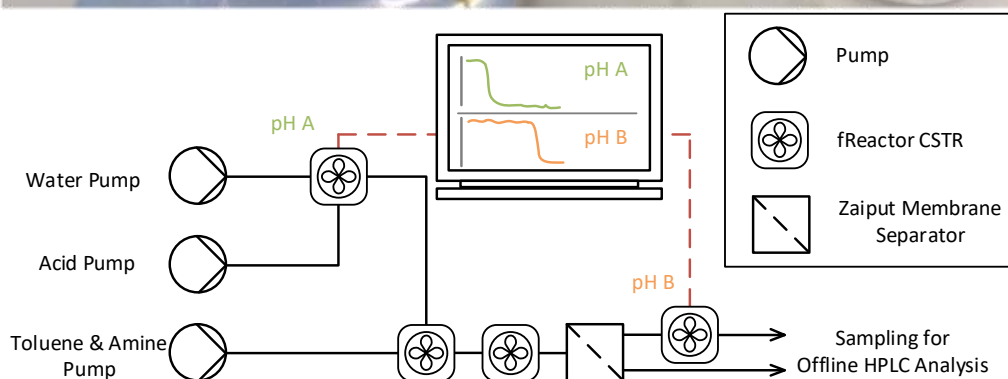 pH A
pH B
pH A
Water Pump
Acid Pump
Toluene & Amine
Pump
pH B
Sampling for
Offline HPLC Analysis
Pump
fReactor CSTR
Zaiput Membrane
Separator